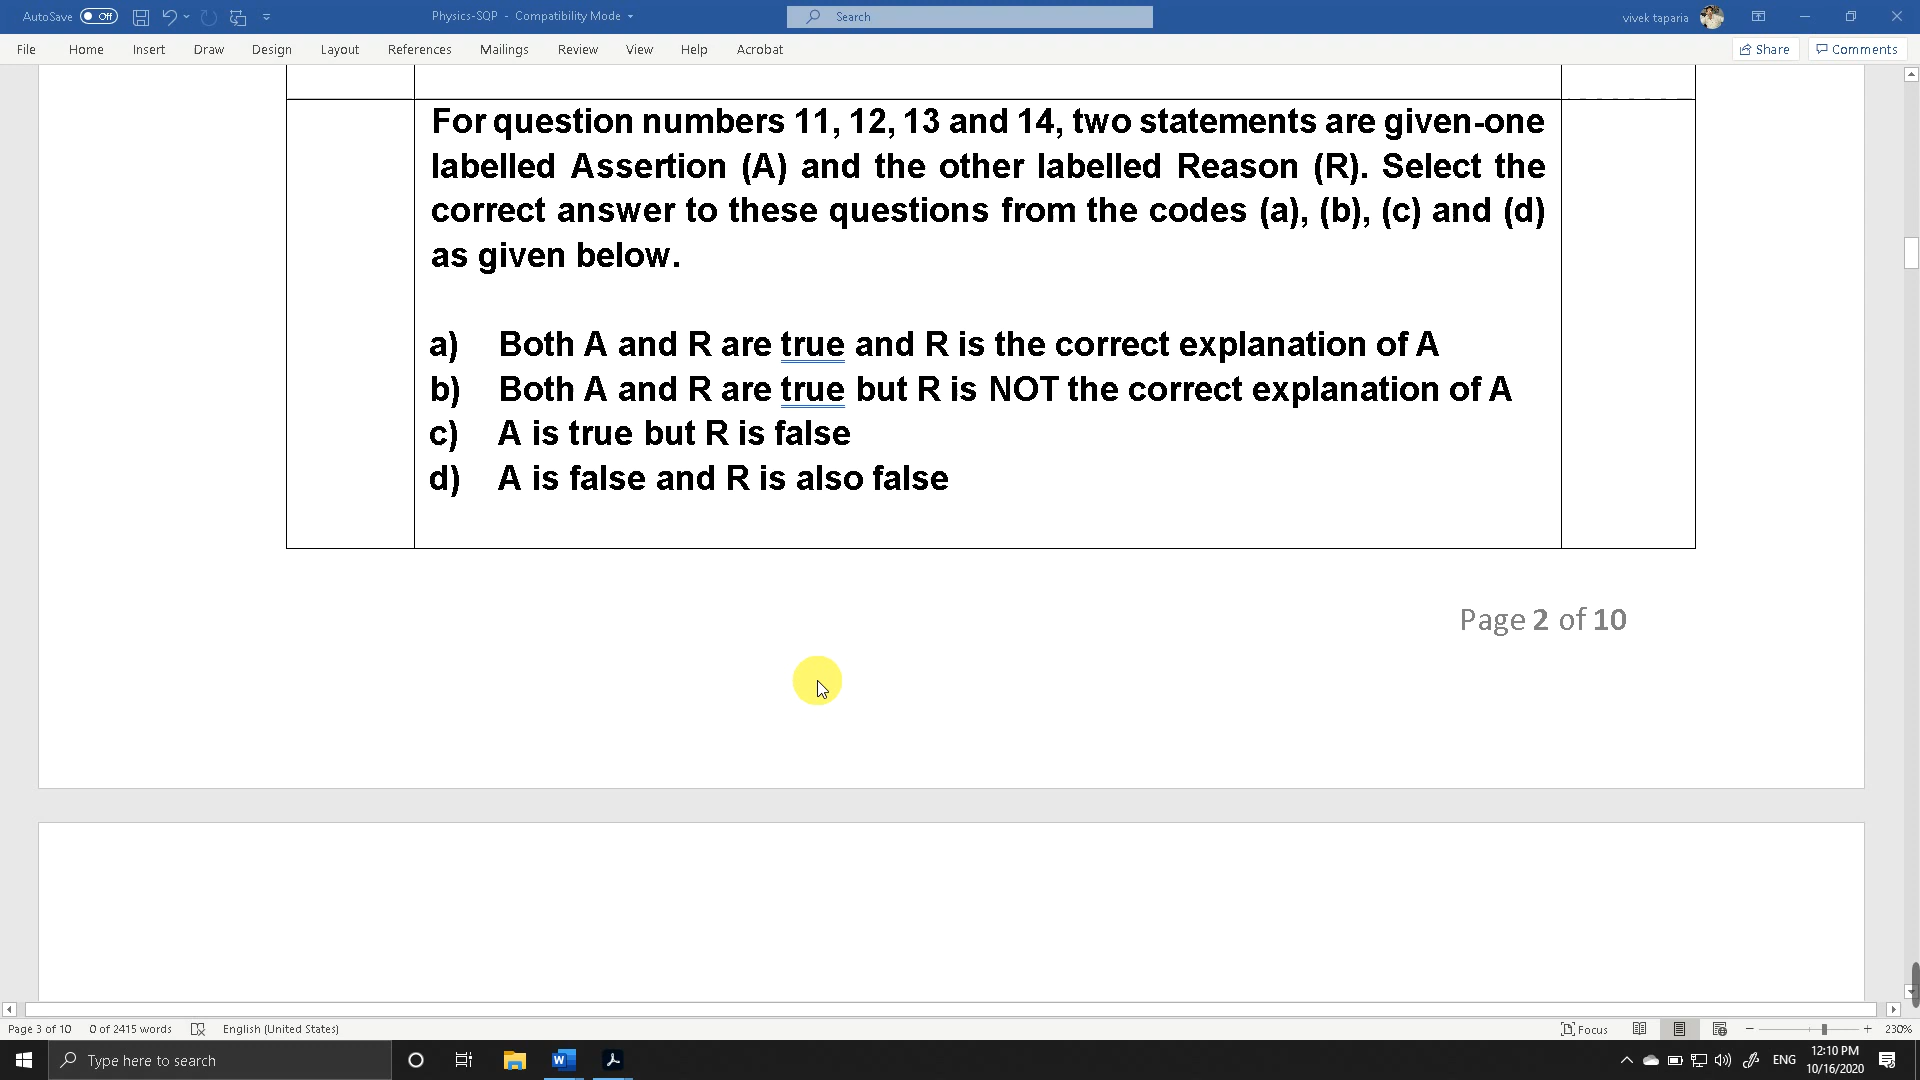 AutoSave Off Physics-SQP - Compatibility Mode Search vivek taparia
File Home Insert Draw Design Layout References Mailings Review View Help Acrobat Share Comments
For question numbers 11, 12, 13 and 14, two statements are given-one
labelled Assertion (A) and the other labelled Reason (R). Select the
correct answer to these questions from the codes (a), (b), (c) and (d)
as given below.
a) Both A and R are true and R is the correct explanation of A
b) Both A and R are true but R is NOT the correct explanation of A
c) A is true but R is false
d) A is false and R is also false
Page 2 of 10
Page 3 of 10 0 of 2415 words English (United States) Focus 230%
Type here to search ENG 12:10 PM
10/16/2020